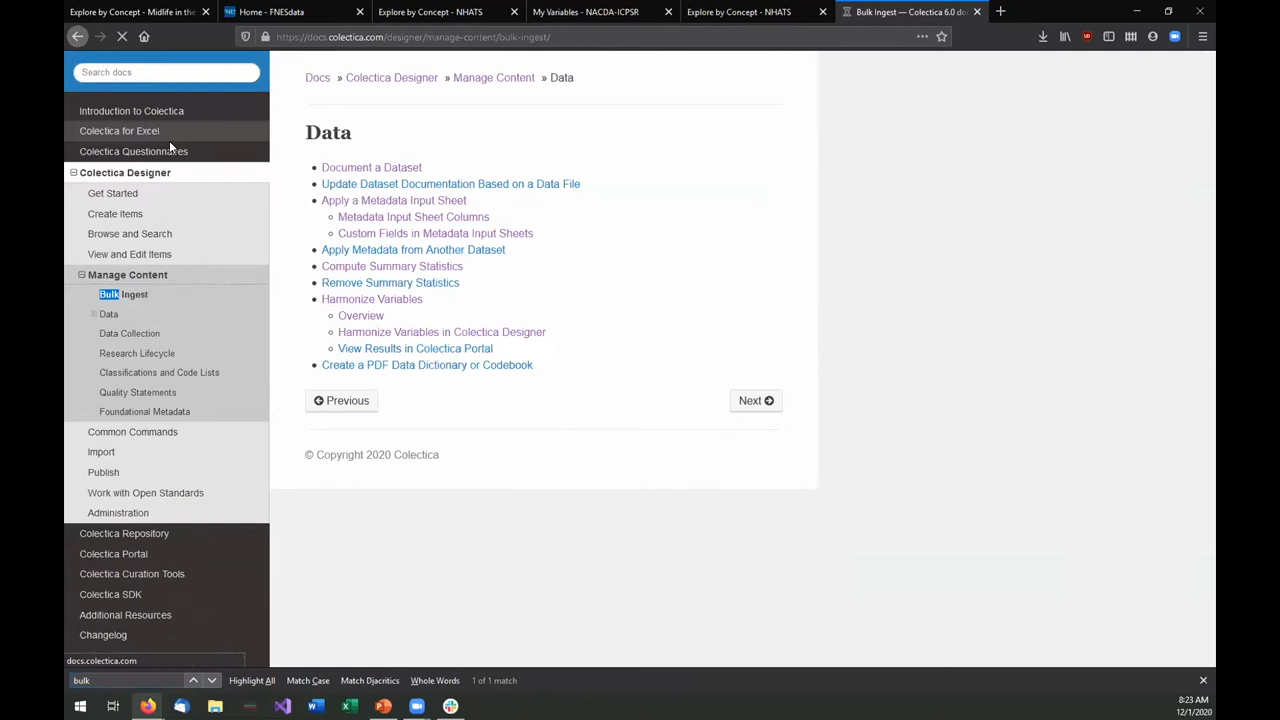 Explore by Concept - Midlife in the
Home - FNESdata
Explore by Concept - NHATS
My Variables - NACDA-ICPSR
Explore by Concept - NHATS
Bulk Ingest — Colectica 6.0 do
https://docs.colectica.com/designer/manage-content/bulk-ingest/
Search docs
Introduction to Colectica
Colectica for Excel
Colectica Questionnaires
Colectica Designer
Get Started
Create Items
Browse and Search
View and Edit Items
Manage Content
Bulk Ingest
Data
Data Collection
Research Lifecycle
Classifications and Code Lists
Quality Statements
Foundational Metadata
Common Commands
Import
Publish
Work with Open Standards
Administration
Colectica Repository
Colectica Portal
Colectica Curation Tools
Colectica SDK
Additional Resources
Changelog
docs.colectica.com
Docs » Colectica Designer » Manage Content » Data
Data
Document a Dataset
Update Dataset Documentation Based on a Data File
Apply a Metadata Input Sheet
Metadata Input Sheet Columns
Custom Fields in Metadata Input Sheets
Apply Metadata from Another Dataset
Compute Summary Statistics
Remove Summary Statistics
Harmonize Variables
Overview
Harmonize Variables in Colectica Designer
View Results in Colectica Portal
Create a PDF Data Dictionary or Codebook
Previous
Next
© Copyright 2020 Colectica
bulk
Highlight All
Match Case
Match Diacritics
Whole Words
1 of 1 match
8:23 AM
12/1/2020